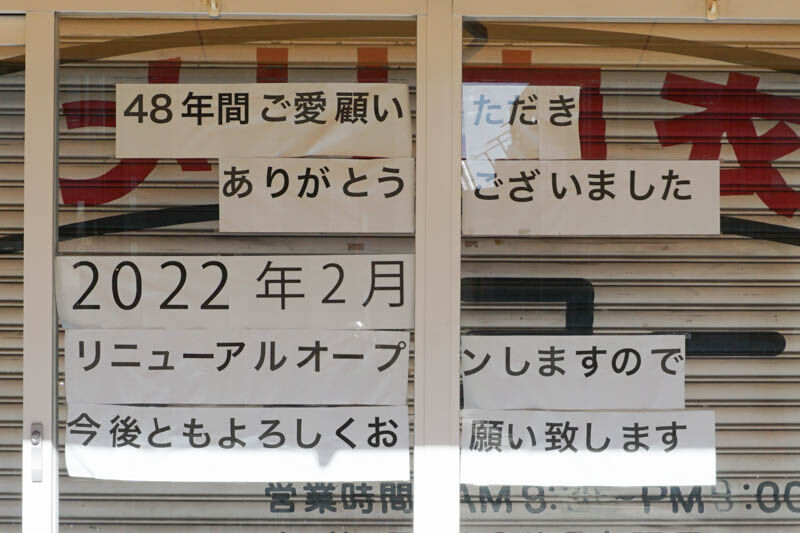 48年間ご愛顧いただき
ありがとうございました
2022年2月
リニューアルオープンしますので
今後ともよろしくお願い致します
営業時間 AM9: ~PM8:00